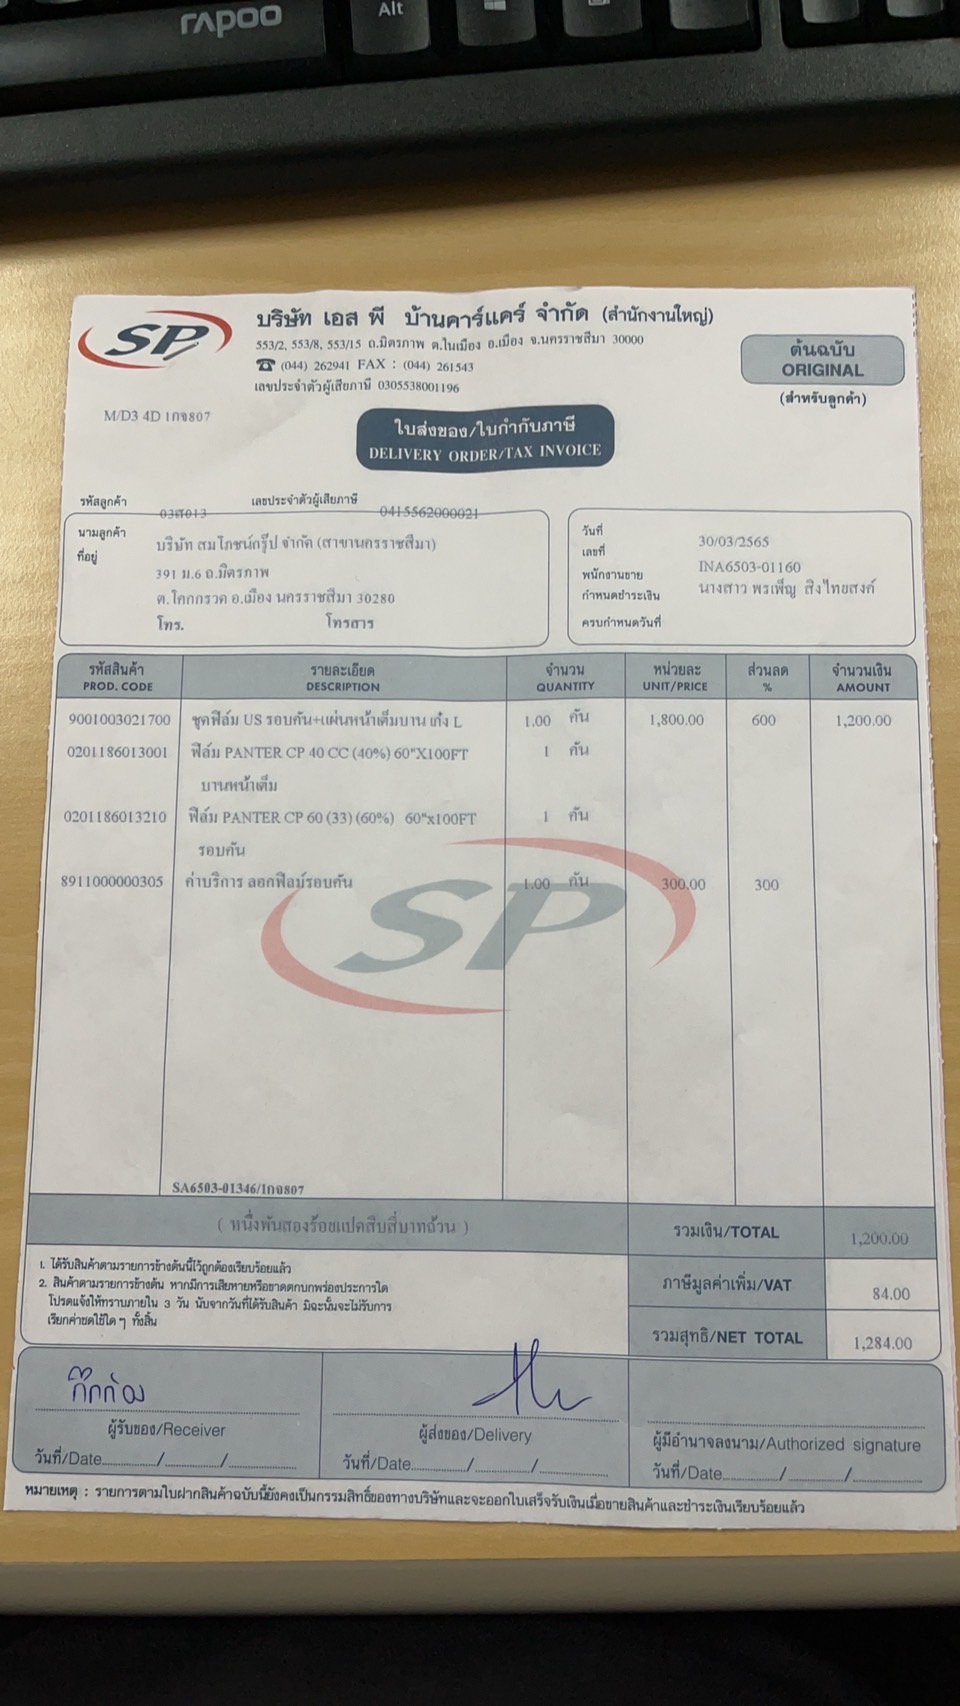 rapoo
Alt
SP
บริษัท เอส พี บ้านคาร์แคร์ จำกัด (สำนักงานใหญ่)
553/2, 553/8, 553/15 ถ.มิตรภาพ ต.ในเมือง อ.เมือง จ.นครราชสีมา 30000
☎ (044) 262941 FAX : (044) 261543
เลขประจำตัวผู้เสียภาษี 0305538001196
ต้นฉบับ
ORIGINAL
(สำหรับลูกค้า)
M/D3 4D 1กจ807
ใบส่งของ/ใบกำกับภาษี
DELIVERY ORDER/TAX INVOICE
รหัสลูกค้า 03ส013 เลขประจำตัวผู้เสียภาษี 0415562000021
นามลูกค้า บริษัท สมโภชน์กรุ๊ป จำกัด (สาขานครราชสีมา)
ที่อยู่ 391 ม.6 ถ.มิตรภาพ
ต.โคกกรวด อ.เมือง นครราชสีมา 30280
โทร. โทรสาร
วันที่ 30/03/2565
เลขที่ INA6503-01160
พนักงานขาย นางสาว พรเพ็ญ สิงไทยสงค์
กำหนดชำระเงิน
ครบกำหนดวันที่
รหัสสินค้า รายละเอียด จำนวน หน่วยละ ส่วนลด จำนวนเงิน
PROD. CODE DESCRIPTION QUANTITY UNIT/PRICE % AMOUNT
9001003021700 ชุดฟิล์ม US รอบคัน+แผ่นหน้าเต็มบาน เก๋ง L 1.00 คัน 1,800.00 600 1,200.00
0201186013001 ฟิล์ม PANTER CP 40 CC (40%) 60"X100FT 1 คัน
บานหน้าเต็ม
0201186013210 ฟิล์ม PANTER CP 60 (33) (60%) 60"x100FT 1 คัน
รอบคัน
8911000000305 ค่าบริการ ลอกฟิลม์รอบคัน 1.00 คัน 300.00 300
SP
SA6503-01346/1กจ807
( หนึ่งพันสองร้อยแปดสิบสี่บาทถ้วน ) รวมเงิน/TOTAL 1,200.00
1. ได้รับสินค้าตามรายการข้างต้นนี้ไว้ถูกต้องเรียบร้อยแล้ว
2. สินค้าตามรายการข้างต้น หากมีการเสียหายหรือขาดตกบกพร่องประการใด
โปรดแจ้งให้ทราบภายใน 3 วัน นับจากวันที่ได้รับสินค้า มิฉะนั้นจะไม่รับการ
เรียกค่าชดใช้ใด ๆ ทั้งสิ้น
ภาษีมูลค่าเพิ่ม/VAT 84.00
รวมสุทธิ/NET TOTAL 1,284.00
กิ๊กก๋อง
ผู้รับของ/Receiver ผู้ส่งของ/Delivery ผู้มีอำนาจลงนาม/Authorized signature
วันที่/Date............/............/............ วันที่/Date............/............/............ วันที่/Date............/............/............
หมายเหตุ : รายการตามใบฝากสินค้าฉบับนี้ยังคงเป็นกรรมสิทธิ์ของทางบริษัทและจะออกใบเสร็จรับเงินเมื่อขายสินค้าและชำระเงินเรียบร้อยแล้ว